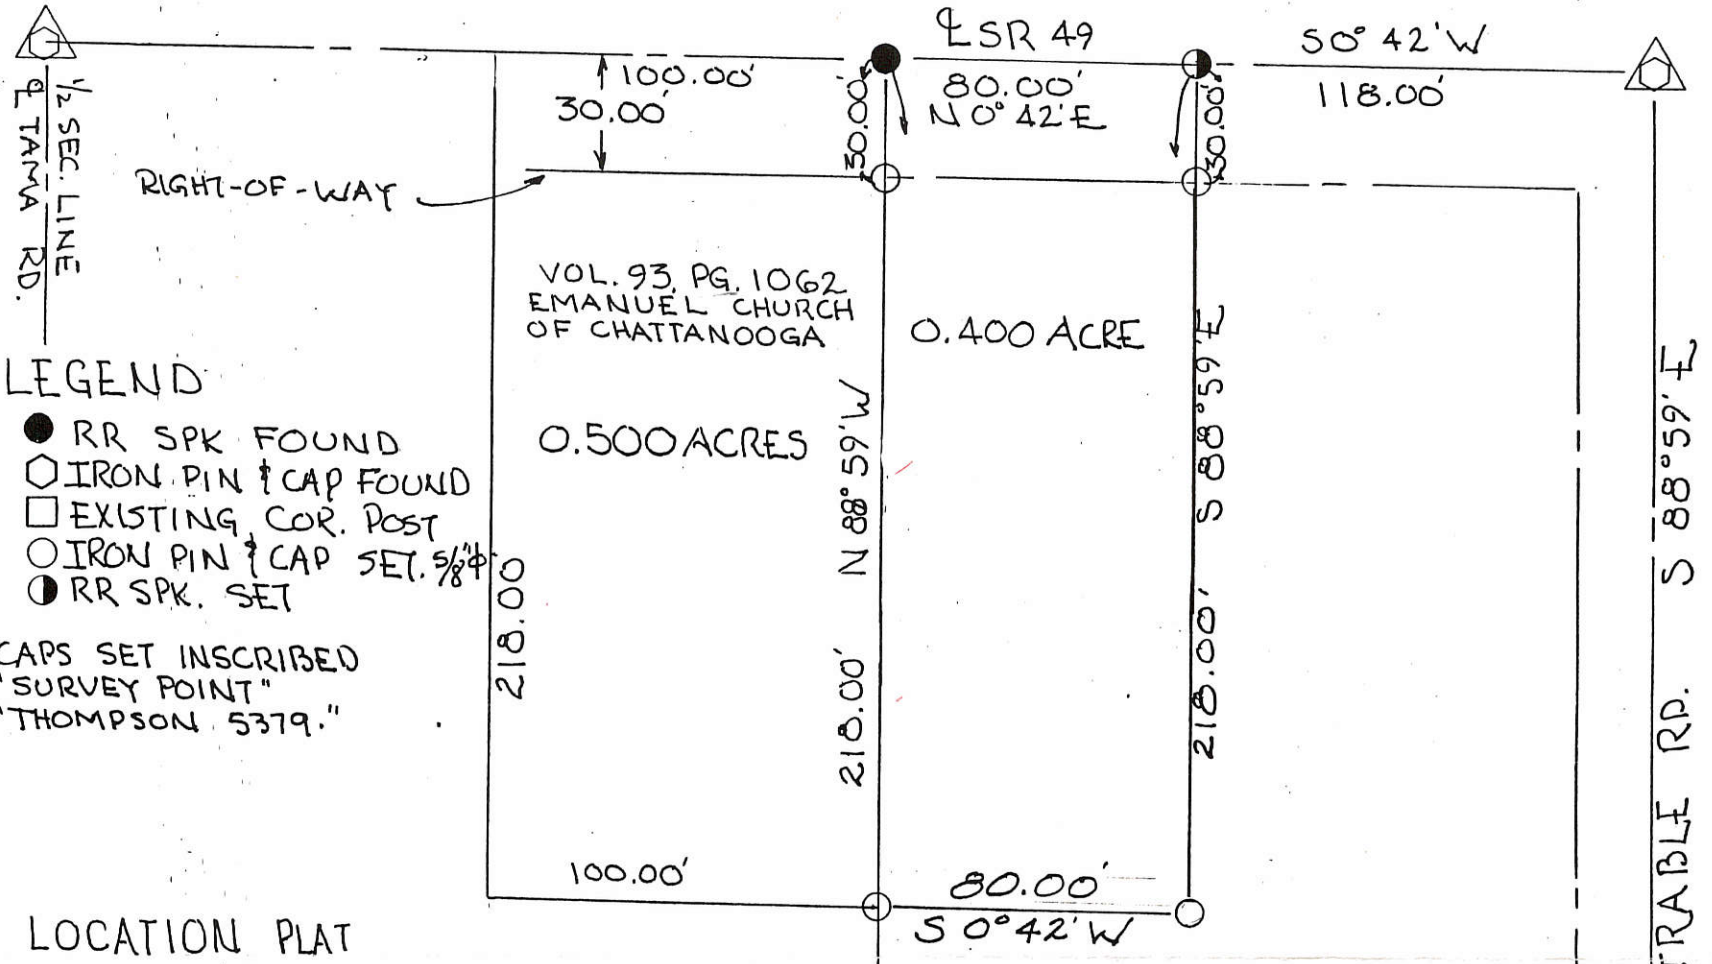 ℄ SR 49
S 0° 42' W
100.00'
80.00'
N 0° 42' E
118.00'
30.00'
30.00'
30.00'
1/2 SEC. LINE
℄ TAMA RD.
RIGHT-OF-WAY
VOL. 93, PG. 1062
EMANUEL CHURCH
OF CHATTANOOGA
0.400 ACRE
0.500 ACRES
LEGEND
RR SPK FOUND
IRON PIN & CAP FOUND
EXISTING COR. POST
IRON PIN & CAP SET. 5/8"φ
RR SPK. SET
CAPS SET INSCRIBED
"SURVEY POINT"
"THOMPSON 5379."
218.00
N 88° 59' W
218.00'
S 88° 59' E
218.00'
S 88° 59' E
TRABLE RD.
100.00'
80.00'
S 0° 42' W
LOCATION PLAT